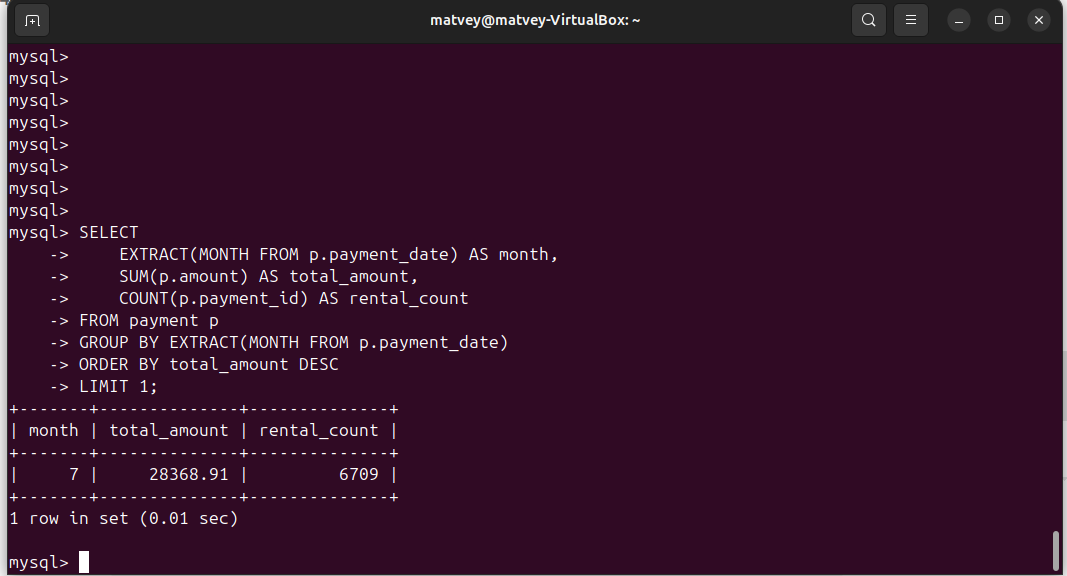 matvey@matvey-VirtualBox: ~
mysql>
mysql>
mysql>
mysql>
mysql>
mysql>
mysql>
mysql>
mysql> SELECT
    ->     EXTRACT(MONTH FROM p.payment_date) AS month,
    ->     SUM(p.amount) AS total_amount,
    ->     COUNT(p.payment_id) AS rental_count
    -> FROM payment p
    -> GROUP BY EXTRACT(MONTH FROM p.payment_date)
    -> ORDER BY total_amount DESC
    -> LIMIT 1;
+-------+--------------+--------------+
| month | total_amount | rental_count |
+-------+--------------+--------------+
|     7 |     28368.91 |         6709 |
+-------+--------------+--------------+
1 row in set (0.01 sec)
mysql>